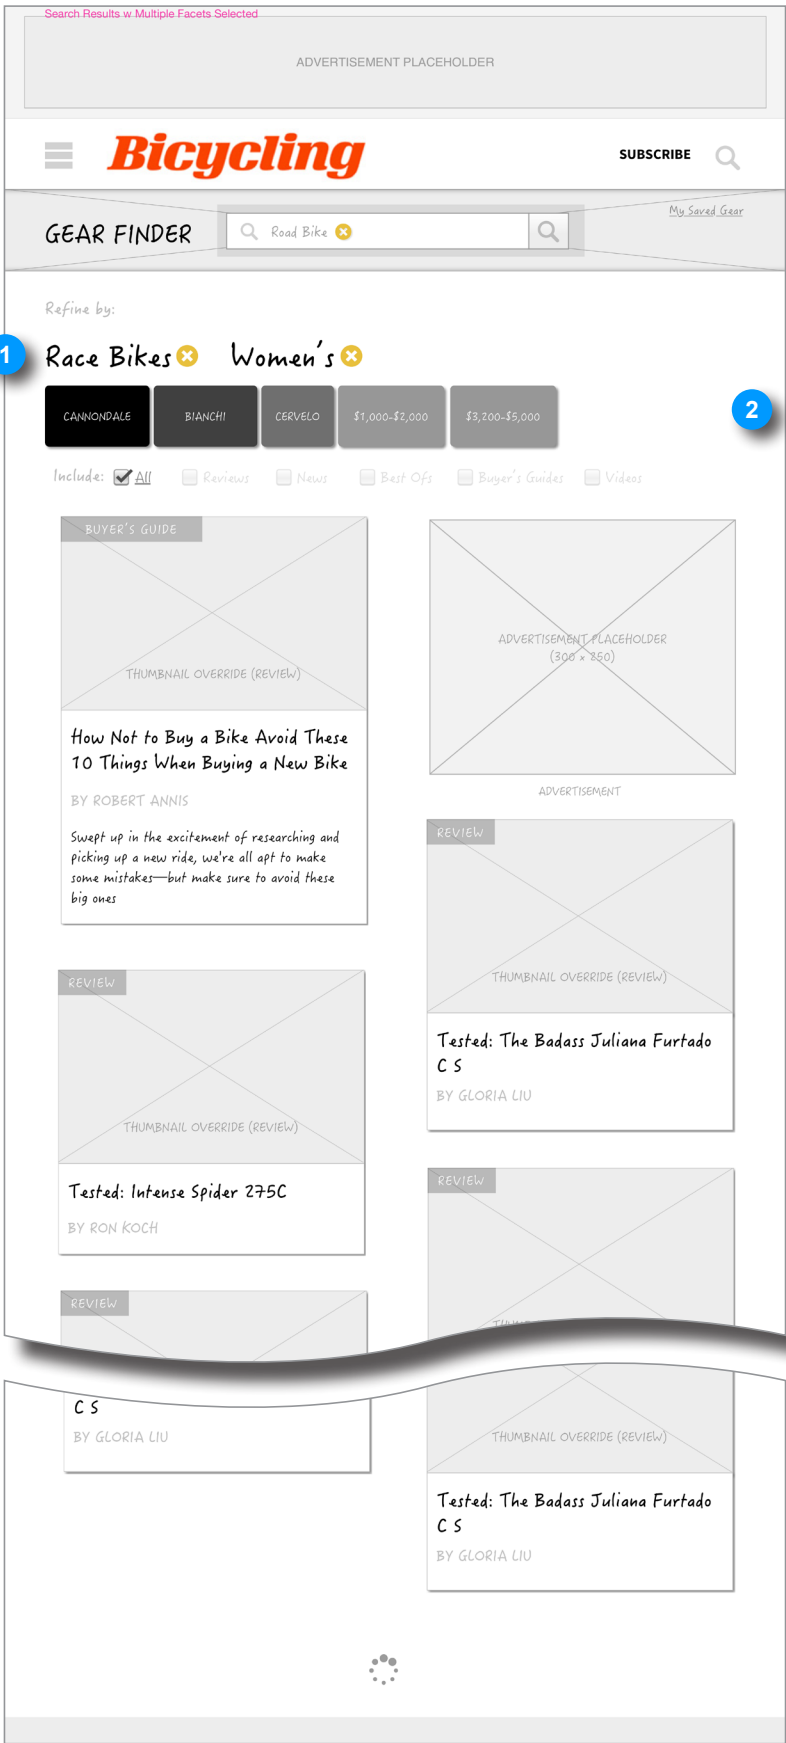 Search Results w Multiple Facets Selected
ADVERTISEMENT PLACEHOLDER
Bicycling
SUBSCRIBE
My Saved Gear
GEAR FINDER
Road Bike
Refine by:
1
Race Bikes
Women's
2
CANNONDALE
BIANCHI
CERVELO
$1,000-$2,000
$3,200-$5,000
Include:
All
Reviews
News
Best Ofs
Buyer's Guides
Videos
BUYER'S GUIDE
THUMBNAIL OVERRIDE (REVIEW)
How Not to Buy a Bike Avoid These
10 Things When Buying a New Bike
BY ROBERT ANNIS
Swept up in the excitement of researching and
picking up a new ride, we're all apt to make
some mistakes—but make sure to avoid these
big ones
ADVERTISEMENT PLACEHOLDER
(300 x 250)
ADVERTISEMENT
REVIEW
THUMBNAIL OVERRIDE (REVIEW)
Tested: The Badass Juliana Furtado
C S
BY GLORIA LIU
REVIEW
THUMBNAIL OVERRIDE (REVIEW)
Tested: Intense Spider 275C
BY RON KOCH
REVIEW
REVIEW
C S
BY GLORIA LIU
THUMBNAIL OVERRIDE (REVIEW)
Tested: The Badass Juliana Furtado
C S
BY GLORIA LIU